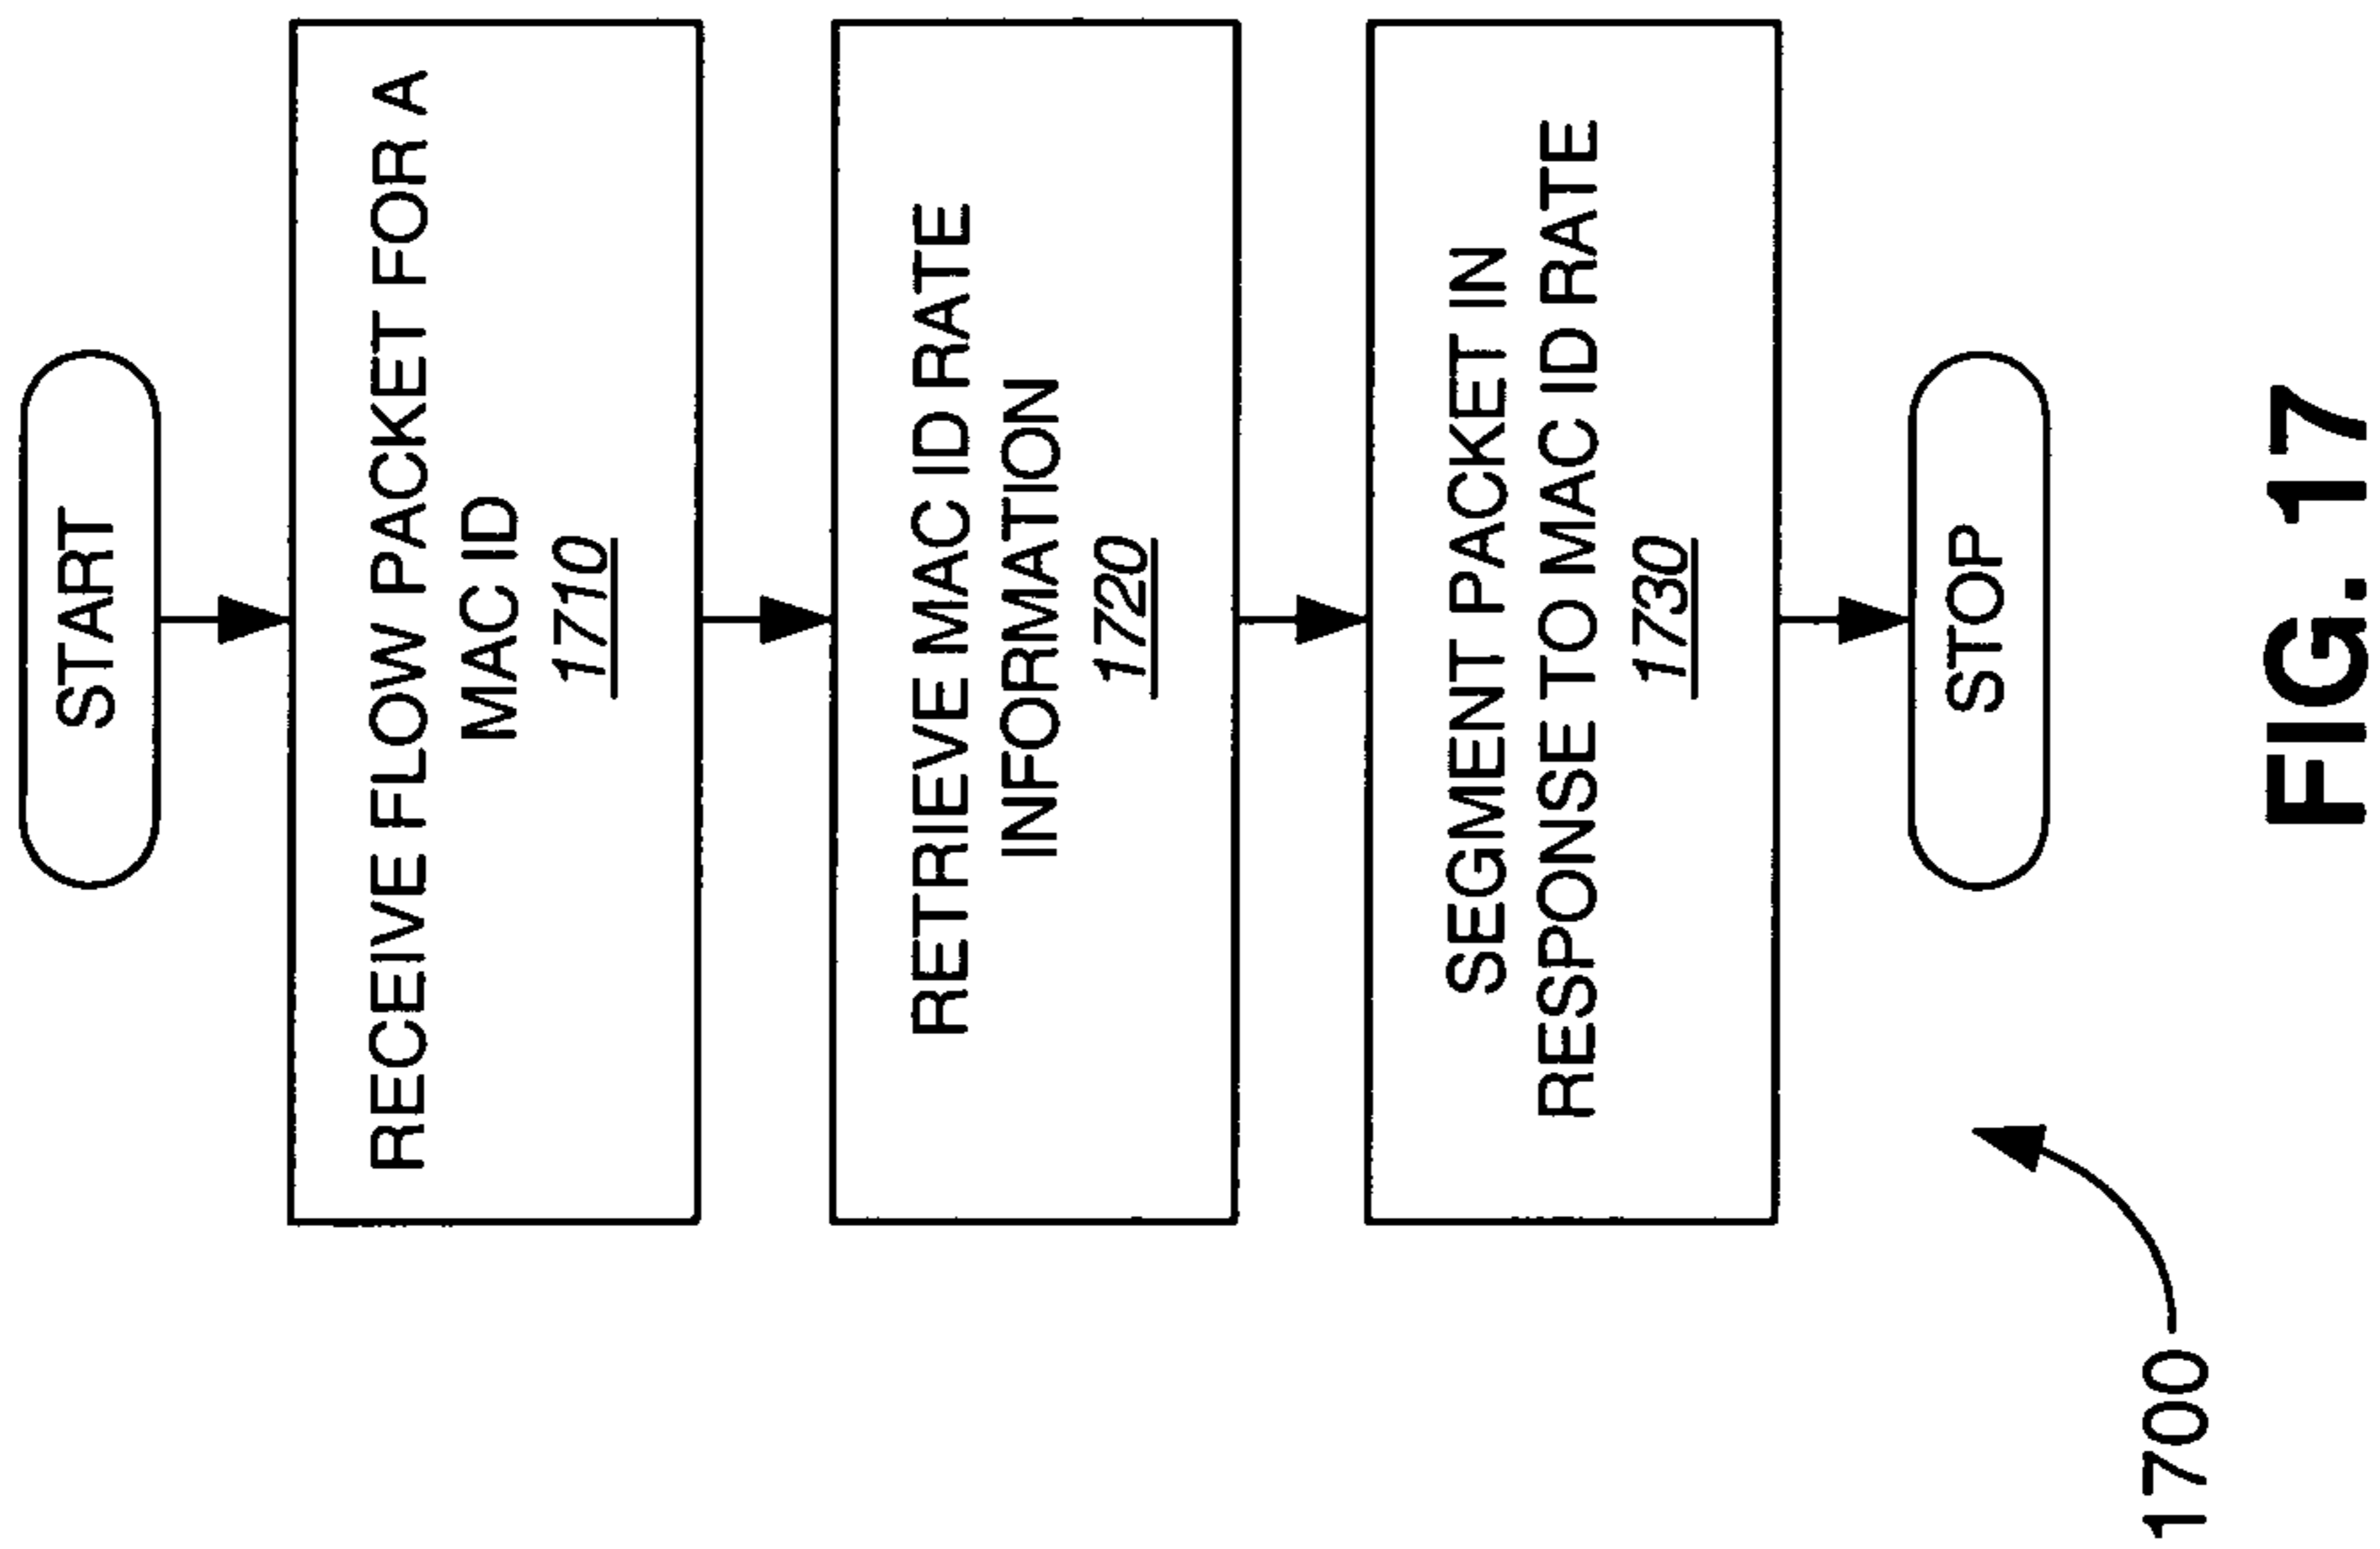 START
RECEIVE FLOW PACKET FOR A
MAC ID
1710
RETRIEVE MAC ID RATE
INFORMATION
1720
SEGMENT PACKET IN
RESPONSE TO MAC ID RATE
1730
STOP
1700
FIG. 17